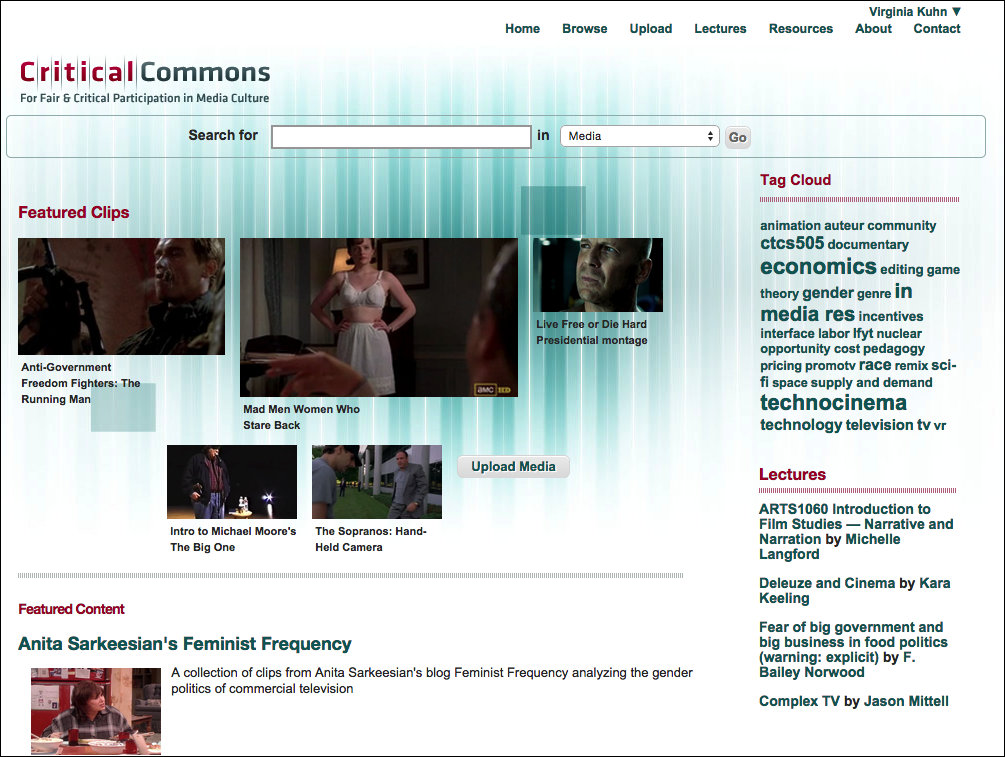 Virginia Kuhn ▼
Home Browse Upload Lectures Resources About Contact
CriticalCommons
For Fair & Critical Participation in Media Culture
Search for in Media Go
Featured Clips
Anti-Government
Freedom Fighters: The
Running Man
amc HD
Mad Men Women Who
Stare Back
Live Free or Die Hard
Presidential montage
Intro to Michael Moore's
The Big One
The Sopranos: Hand-
Held Camera
Upload Media
Featured Content
Anita Sarkeesian's Feminist Frequency
A collection of clips from Anita Sarkeesian's blog Feminist Frequency analyzing the gender
politics of commercial television
Tag Cloud
animation auteur community
ctcs505 documentary
economics editing game
theory gender genre in
media res incentives
interface labor lfyt nuclear
opportunity cost pedagogy
pricing promotv race remix sci-
fi space supply and demand
technocinema
technology television tv vr
Lectures
ARTS1060 Introduction to
Film Studies — Narrative and
Narration by Michelle
Langford
Deleuze and Cinema by Kara
Keeling
Fear of big government and
big business in food politics
(warning: explicit) by F.
Bailey Norwood
Complex TV by Jason Mittell